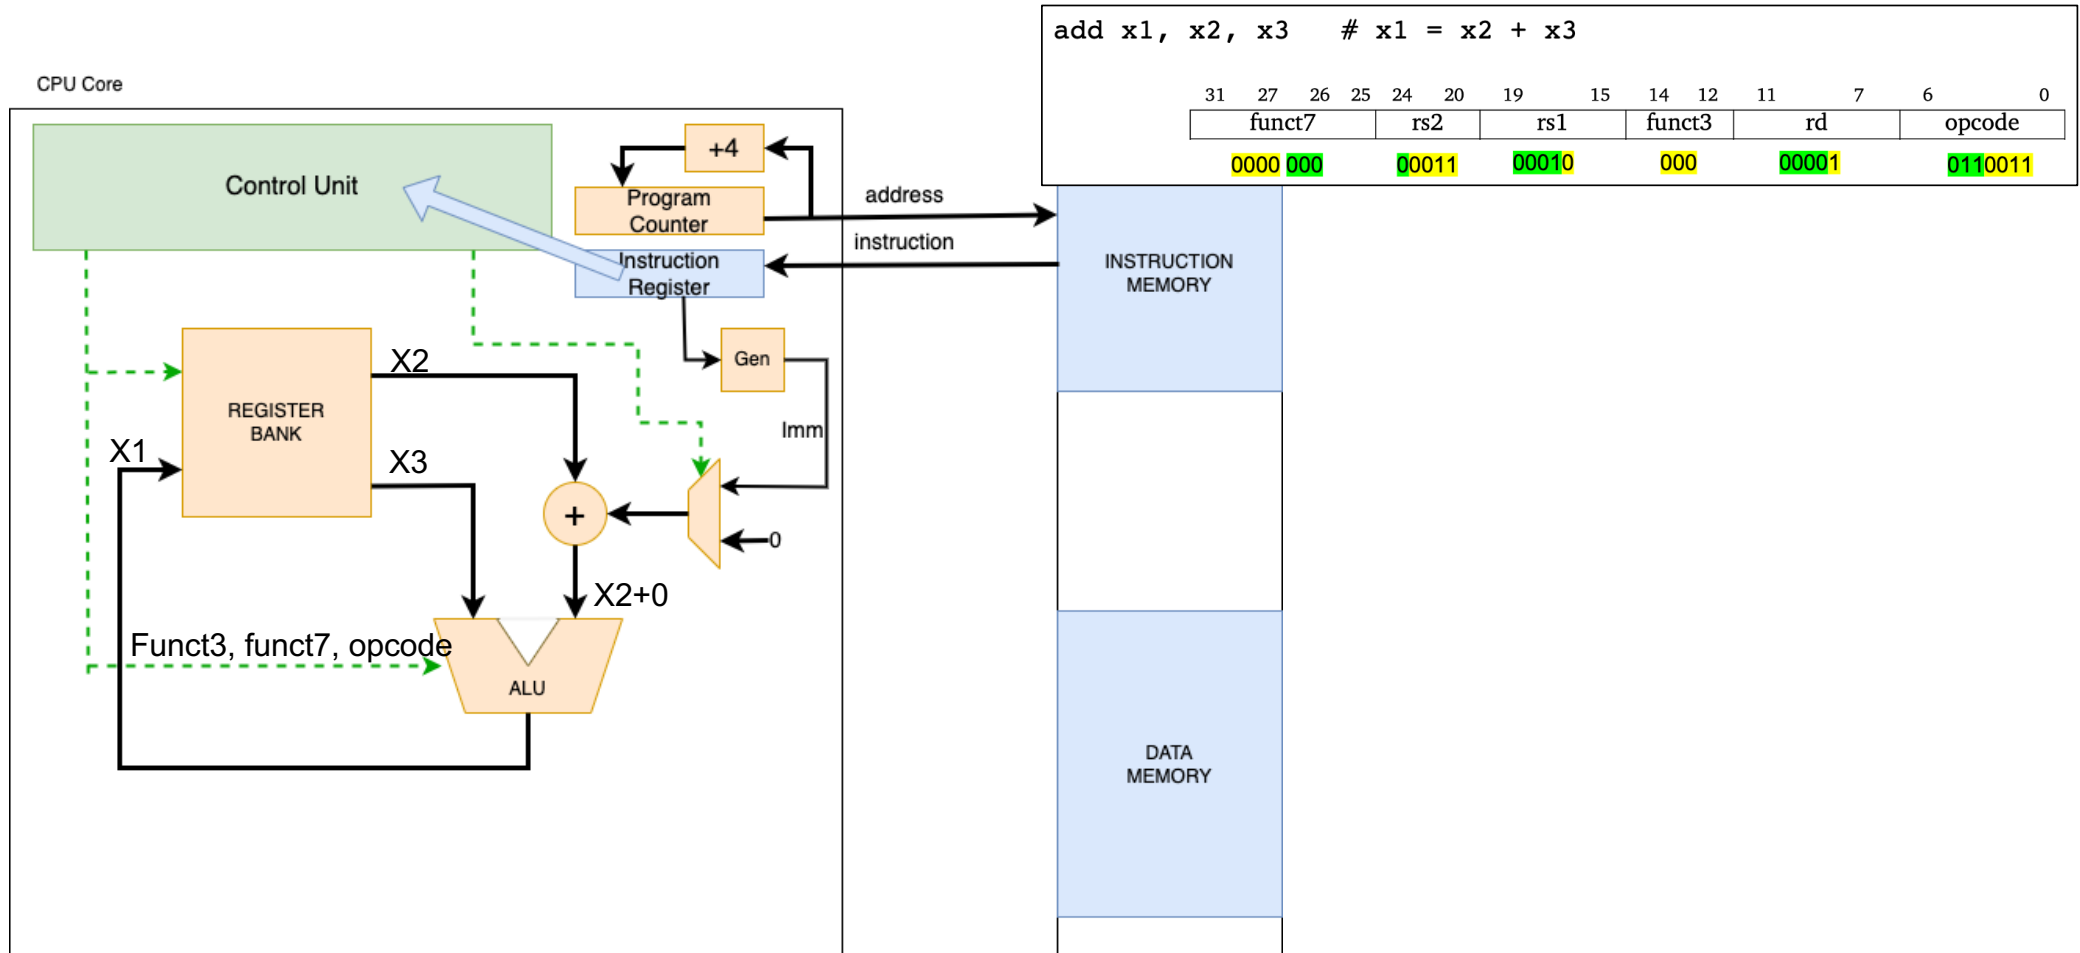 add x1, x2, x3 # x1 = x2 + x3
31 27 26 25 24 20 19 15 14 12 11 7 6 0
funct7 rs2 rs1 funct3 rd opcode
0000 000 00011 00010 000 00001 0110011
CPU Core
Control Unit
+4
Program
Counter
address
instruction
Instruction
Register
INSTRUCTION
MEMORY
Gen
X2
REGISTER
BANK
Imm
X1
X3
+
0
X2+0
Funct3, funct7, opcode
ALU
DATA
MEMORY